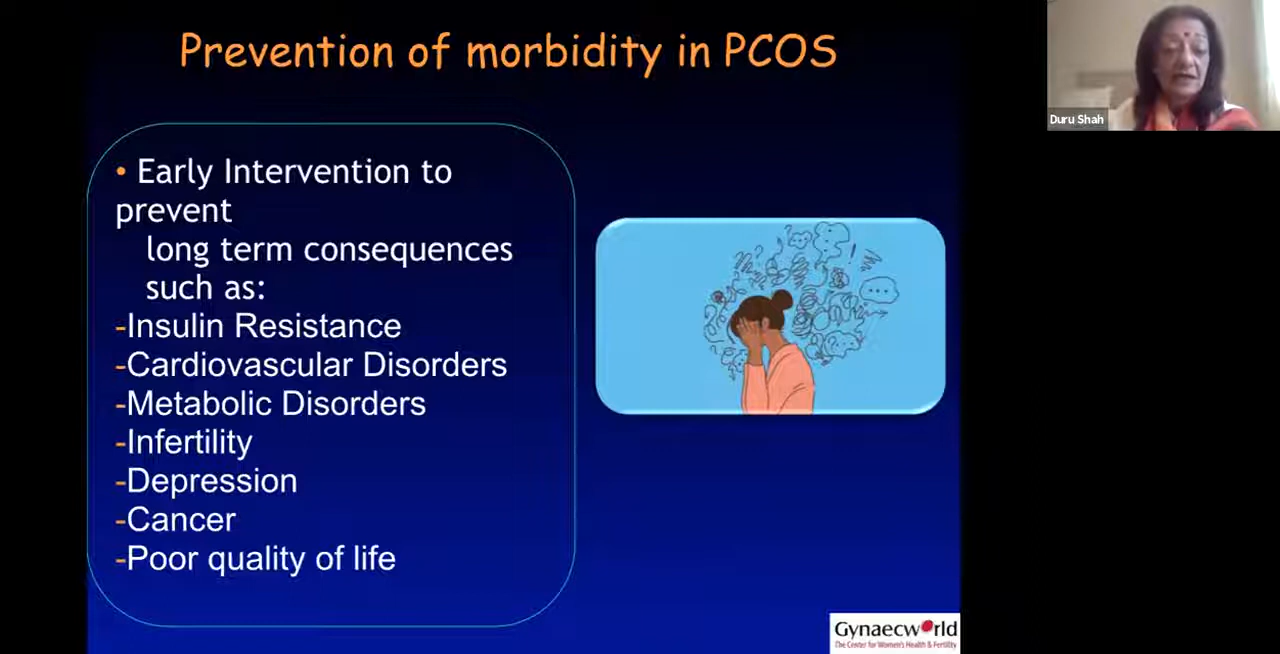 Prevention of morbidity in PCOS
Duru Shah
• Early Intervention to
prevent
long term consequences
such as:
-Insulin Resistance
-Cardiovascular Disorders
-Metabolic Disorders
-Infertility
-Depression
-Cancer
-Poor quality of life
Gynaecworld
The Center for Women's Health & Fertility